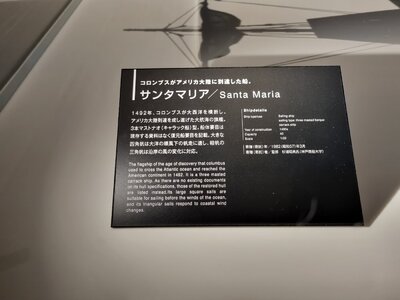 コロンブスがアメリカ大陸に到達した船。
サンタマリア／Santa Maria
1492年、コロンブスが大西洋を横断し、
アメリカ大陸到達を成し遂げた大航海の旗艦。
3本マストナオ（キャラック船）型。船体要目は
現存する資料はなく復元船要目を記載。大きな
四角帆は大洋の順風下の帆走に適し、船帆の
三角帆は沿岸の風の変化に対応。
The flagship of the age of discovery that columbus
used to cross the Atlantic ocean and reached the
American continent in 1492. It is a three masted
carrack ship. As there are no existing documents
on its hull specifications, those of the restored hull
are listed instead.Its large square sails are
suitable for sailing before the winds of the ocean,
and its triangular sails respond to coastal wind
changes.
Shipdetails
Sailing ship
Year of construction
Capacity
Scale